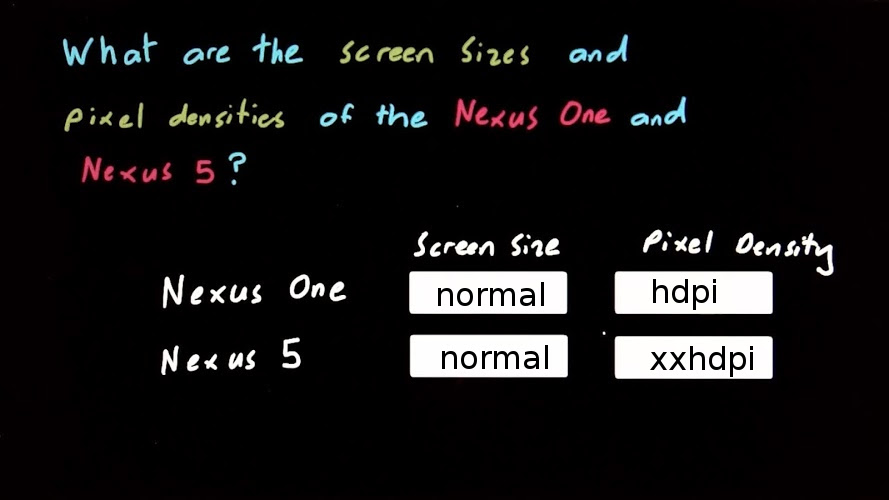 What are the screen sizes and
pixel densities of the Nexus One and
Nexus 5?
Screen Size Pixel Density
Nexus One normal hdpi
Nexus 5 normal xxhdpi